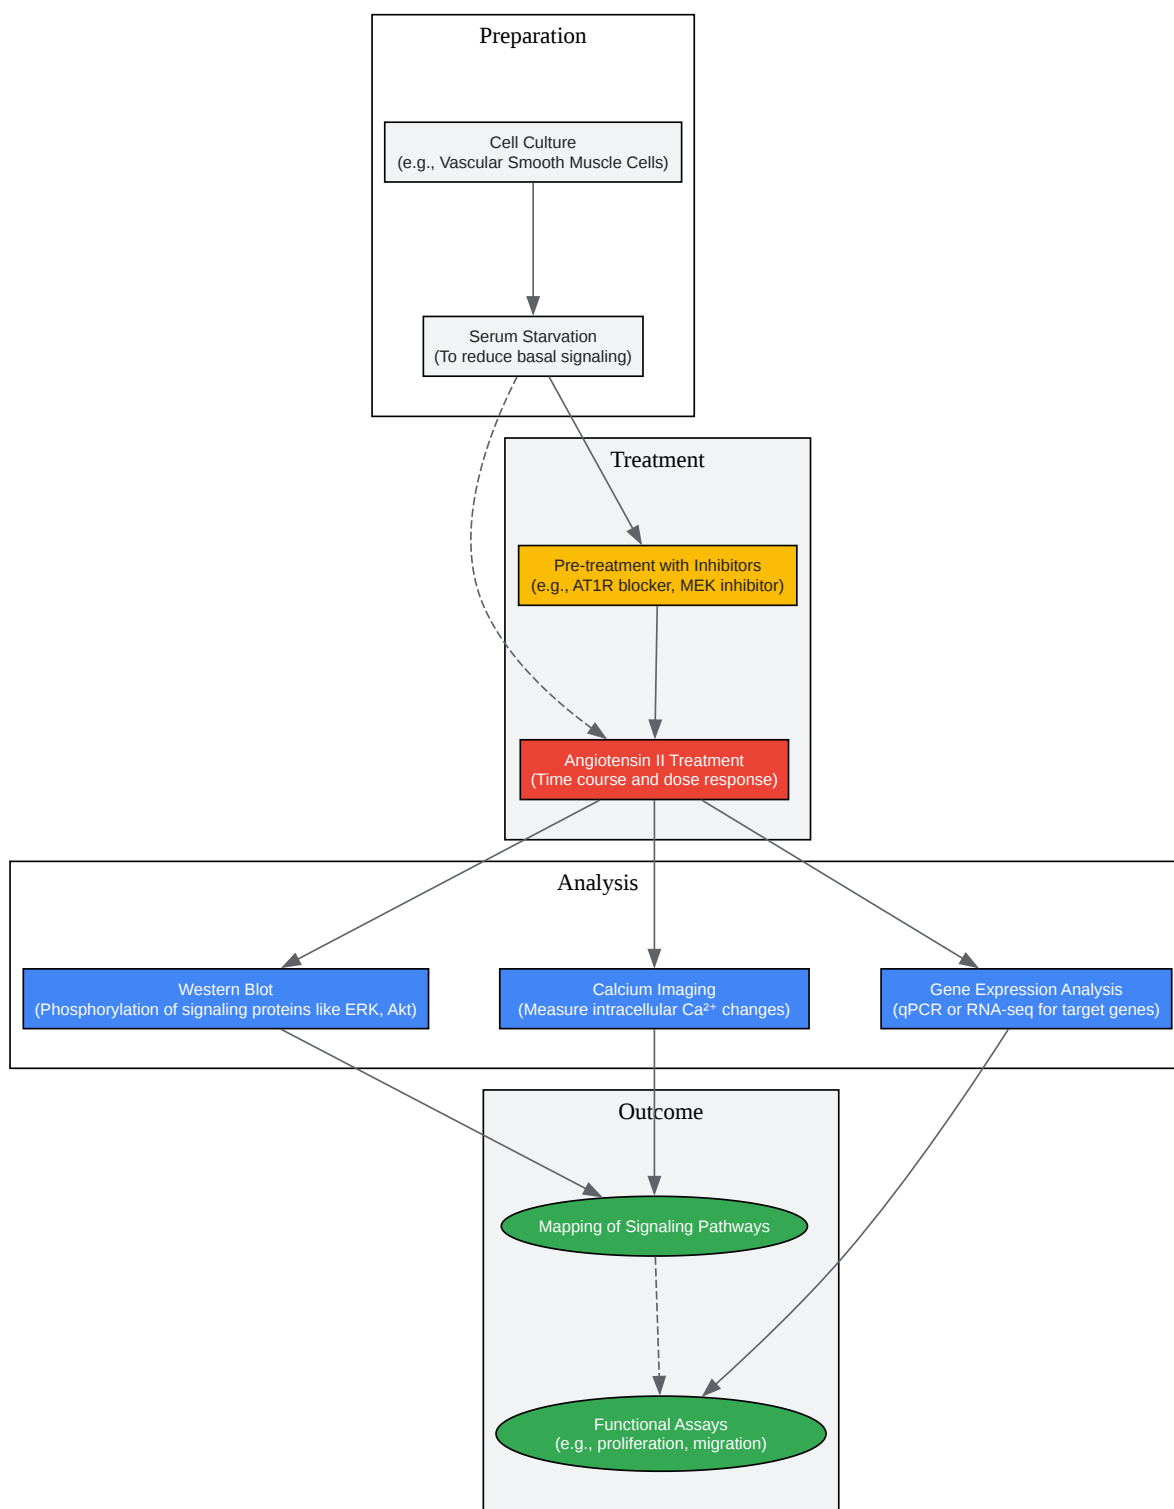 Preparation
Cell Culture
(e.g., Vascular Smooth Muscle Cells)
Serum Starvation
(To reduce basal signaling)
Treatment
Pre-treatment with Inhibitors
(e.g., AT1R blocker, MEK inhibitor)
Angiotensin II Treatment
(Time course and dose response)
Analysis
Western Blot
(Phosphorylation of signaling proteins like ERK, Akt)
Calcium Imaging
(Measure intracellular Ca²⁺ changes)
Gene Expression Analysis
(qPCR or RNA-seq for target genes)
Outcome
Mapping of Signaling Pathways
Functional Assays
(e.g., proliferation, migration)